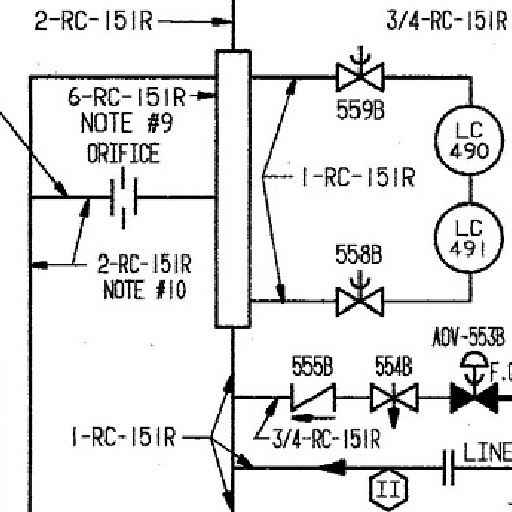 2-RC-151R
3/4-RC-151R
6-RC-151R
NOTE #9
ORIFICE
559B
LC
490
1-RC-151R
LC
491
558B
2-RC-151R
NOTE #10
AOV-553B
555B
554B
1-RC-151R
3/4-RC-151R
LINE
II